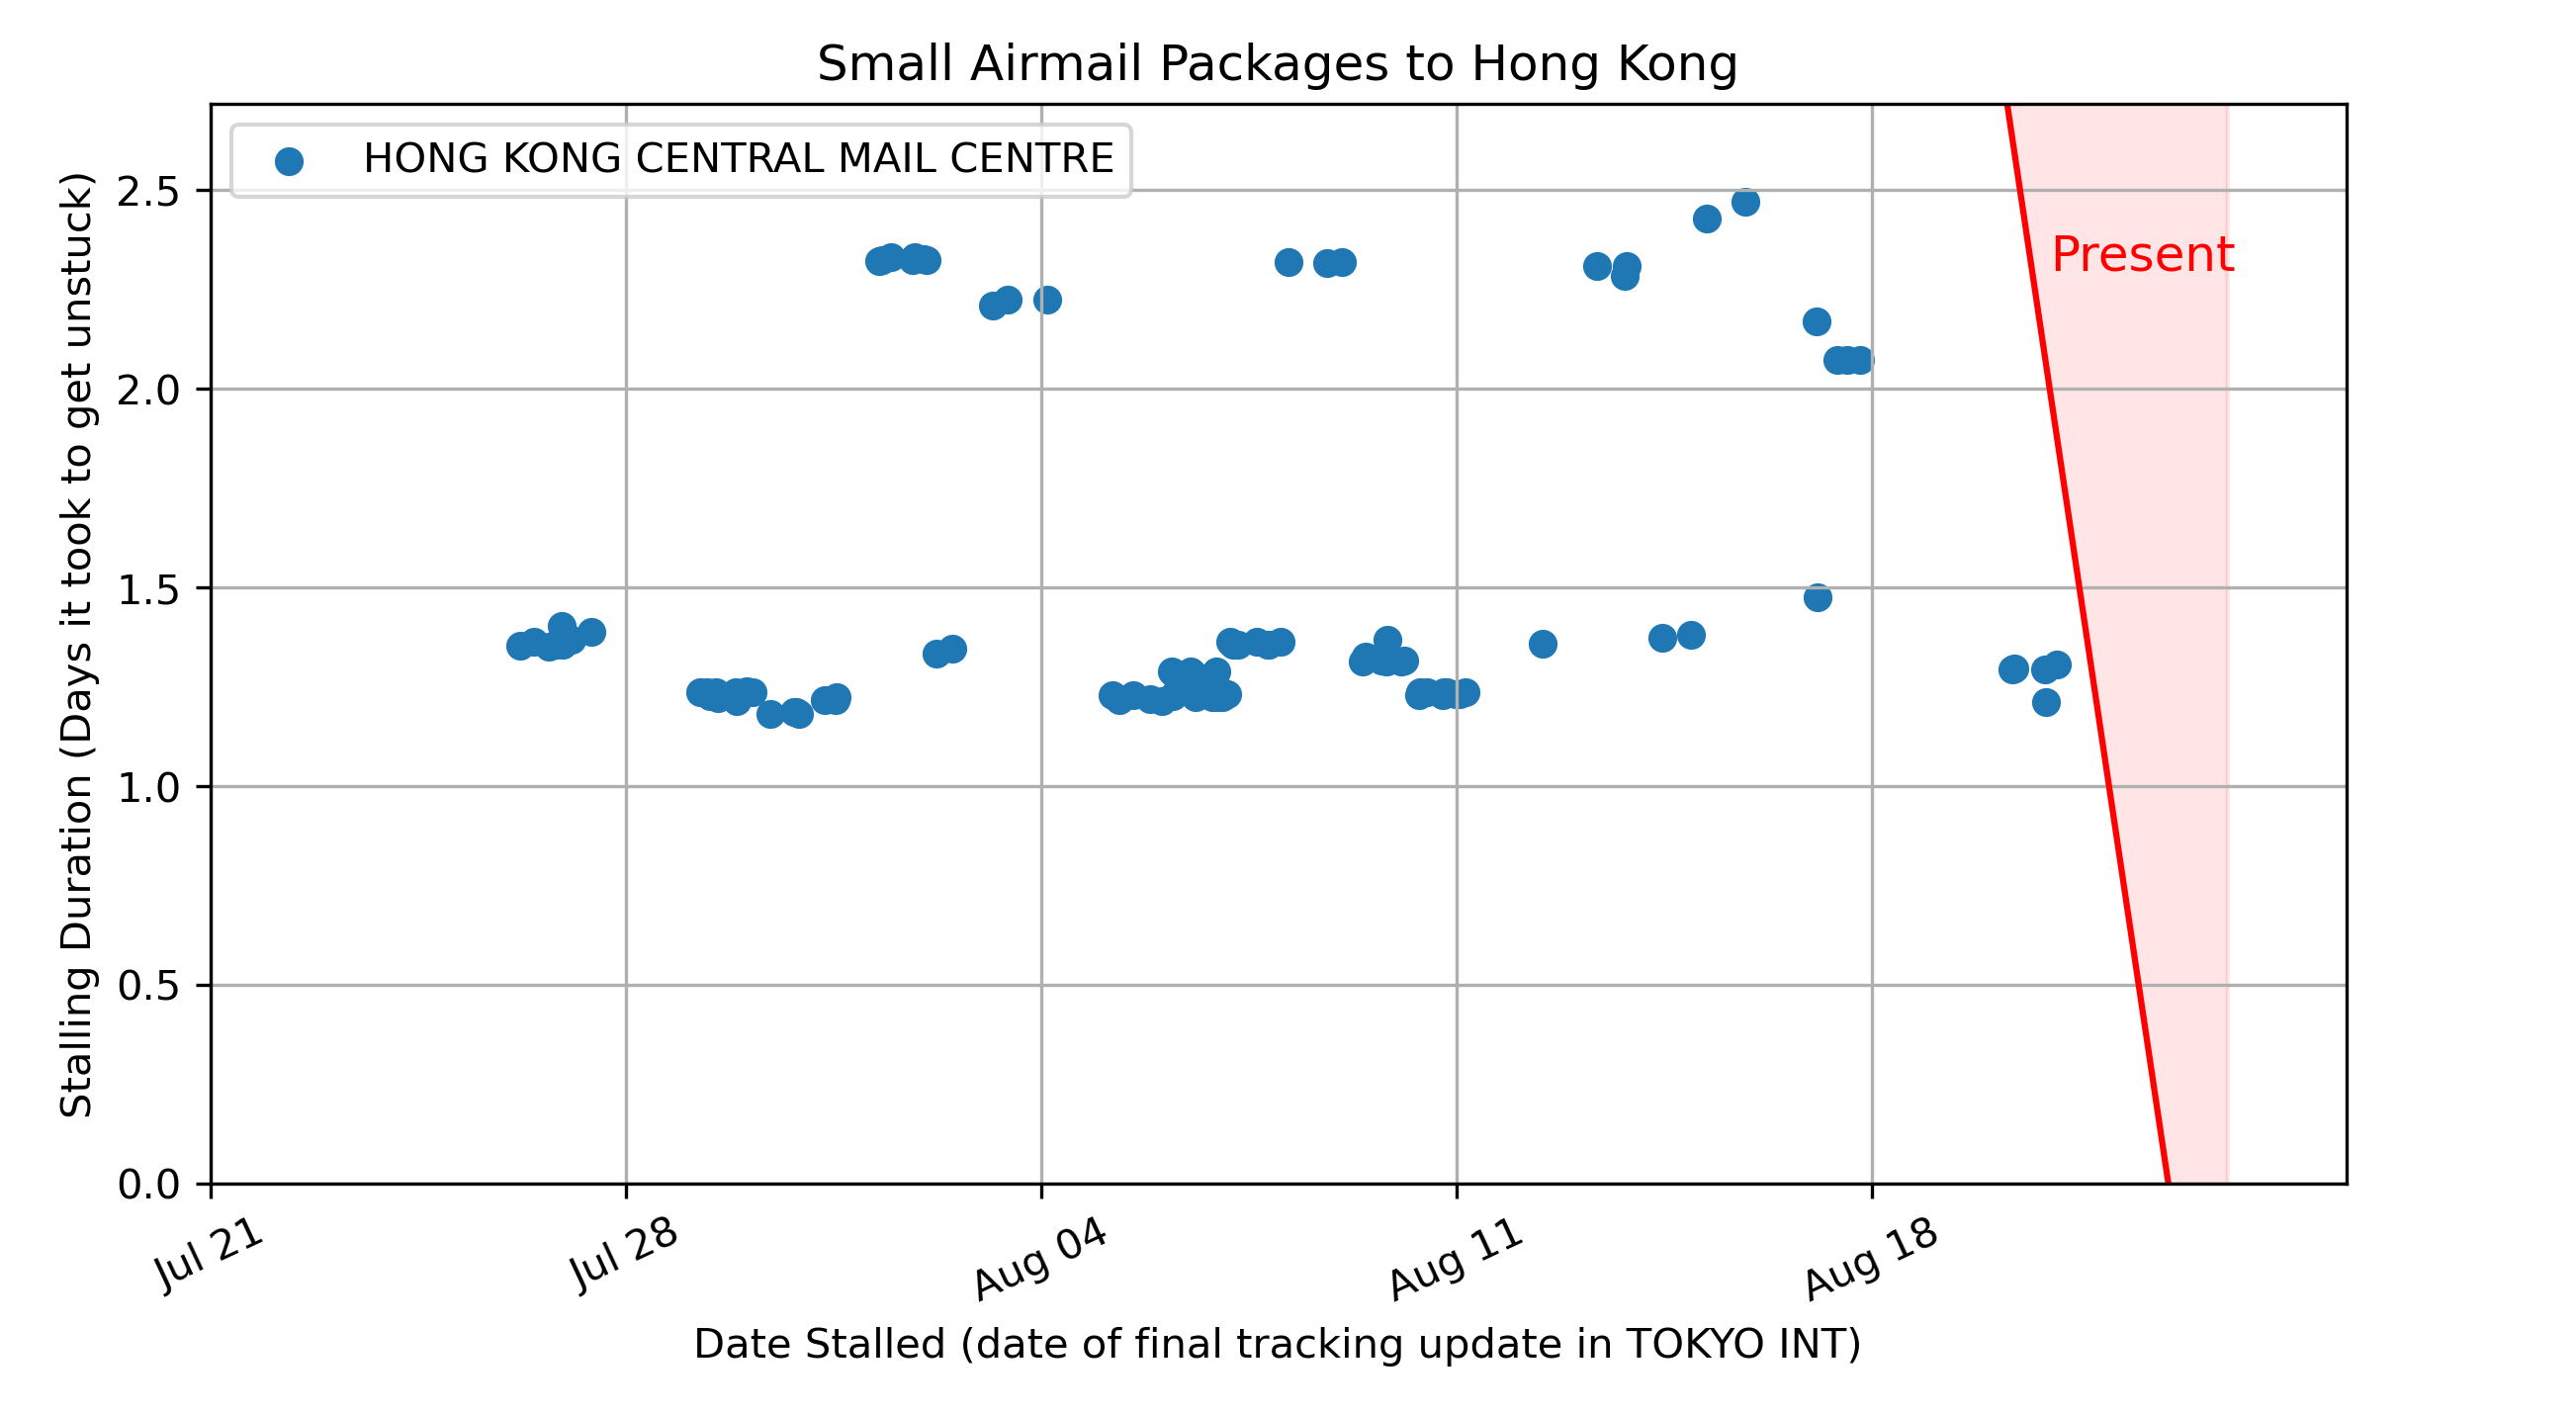 Small Airmail Packages to Hong Kong
HONG KONG CENTRAL MAIL CENTRE
Present
Stalling Duration (Days it took to get unstuck)
2.5
2.0
1.5
1.0
0.5
0.0
Jul 21
Jul 28
Aug 04
Aug 11
Aug 18
Date Stalled (date of final tracking update in TOKYO INT)